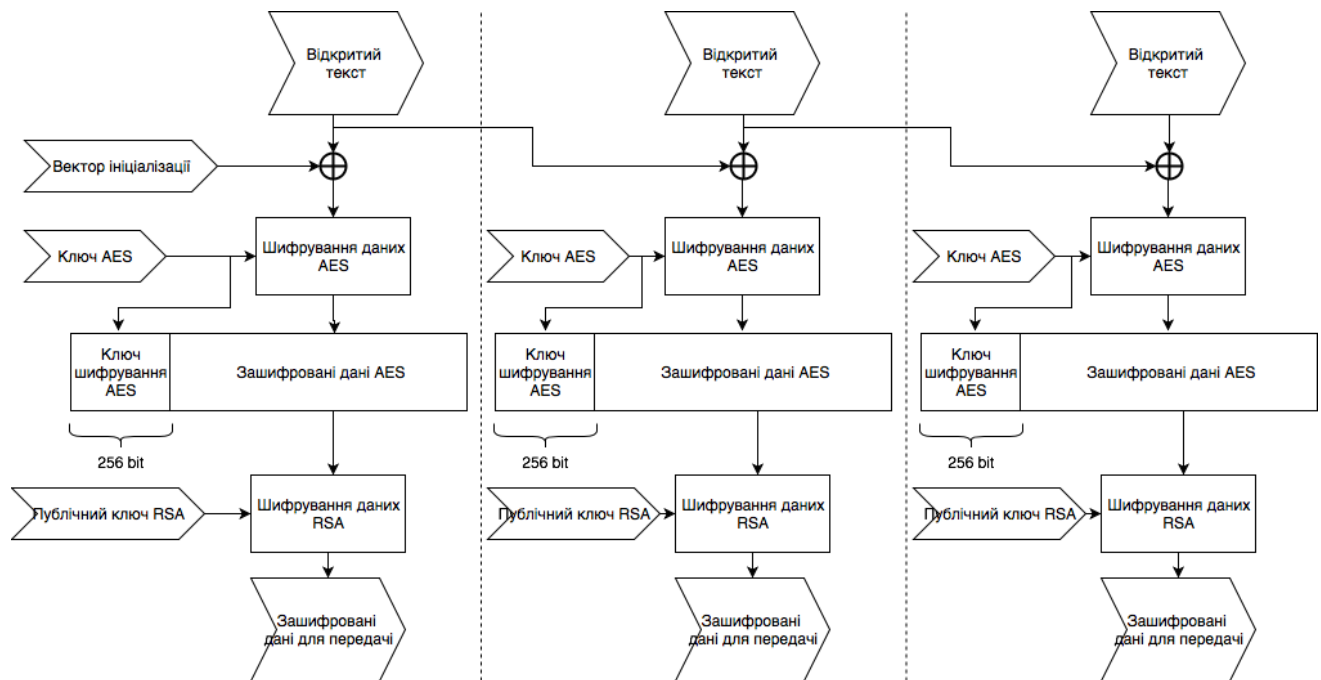 Відкритий
текст
Відкритий
текст
Відкритий
текст
Вектор ініціалізації
Ключ AES
Шифрування даних
AES
Ключ AES
Шифрування даних
AES
Ключ AES
Шифрування даних
AES
Ключ
шифрування
AES
Зашифровані дані AES
Ключ
шифрування
AES
Зашифровані дані AES
Ключ
шифрування
AES
Зашифровані дані AES
256 bit
256 bit
256 bit
Публічний ключ RSA
Шифрування даних
RSA
Публічний ключ RSA
Шифрування даних
RSA
Публічний ключ RSA
Шифрування даних
RSA
Зашифровані
дані для передачі
Зашифровані
дані для передачі
Зашифровані
дані для передачі